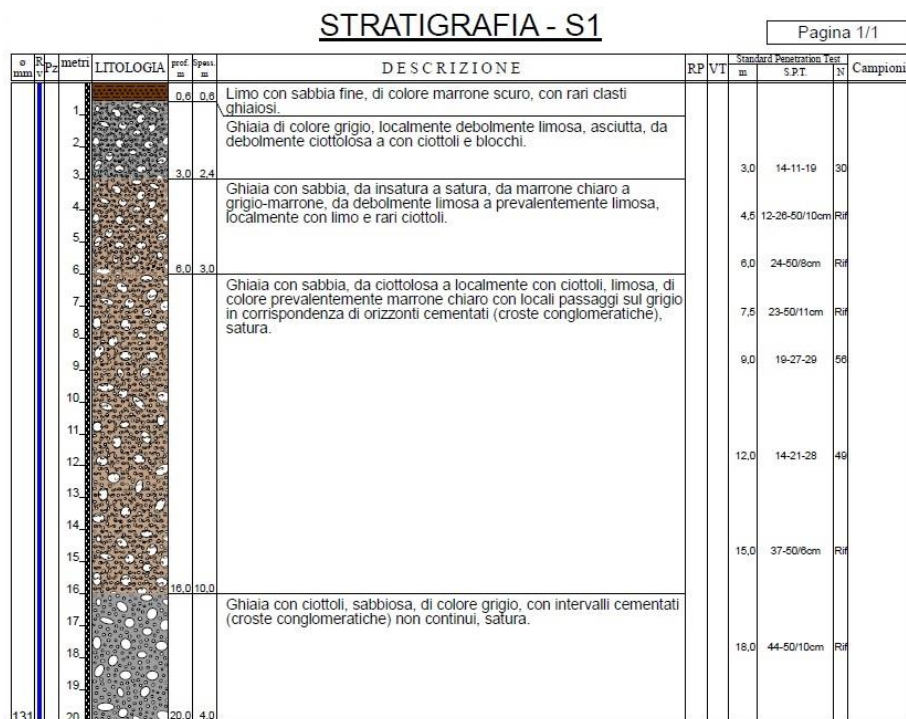 STRATIGRAFIA - S1
Pagina 1/1
ø mm R v Pz metri LITOLOGIA prof. m Spess. m DESCRIZIONE RP VT Standard Penetration Test m S.P.T. N Campioni
0,6 0,6 Limo con sabbia fine, di colore marrone scuro, con rari clasti
ghiaiosi.
1
Ghiaia di colore grigio, localmente debolmente limosa, asciutta, da
debolmente ciottolosa a con ciottoli e blocchi.
2
3,0 14-11-19 30
3 3,0 2,4
Ghiaia con sabbia, da insatura a satura, da marrone chiaro a
grigio-marrone, da debolmente limosa a prevalentemente limosa,
localmente con limo e rari ciottoli.
4
4,5 12-26-50/10cm Rif
5
6,0 24-50/8cm Rif
6 6,0 3,0
Ghiaia con sabbia, da ciottolosa a localmente con ciottoli, limosa, di
colore prevalentemente marrone chiaro con locali passaggi sul grigio
in corrispondenza di orizzonti cementati (croste conglomeratiche),
satura.
7
7,5 23-50/11cm Rif
8
9,0 19-27-29 56
9
10
11
12,0 14-21-28 49
12
13
14
15,0 37-50/6cm Rif
15
16 16,0 10,0
Ghiaia con ciottoli, sabbiosa, di colore grigio, con intervalli cementati
(croste conglomeratiche) non continui, satura.
17
18,0 44-50/10cm Rif
18
19
131 20 20,0 4,0